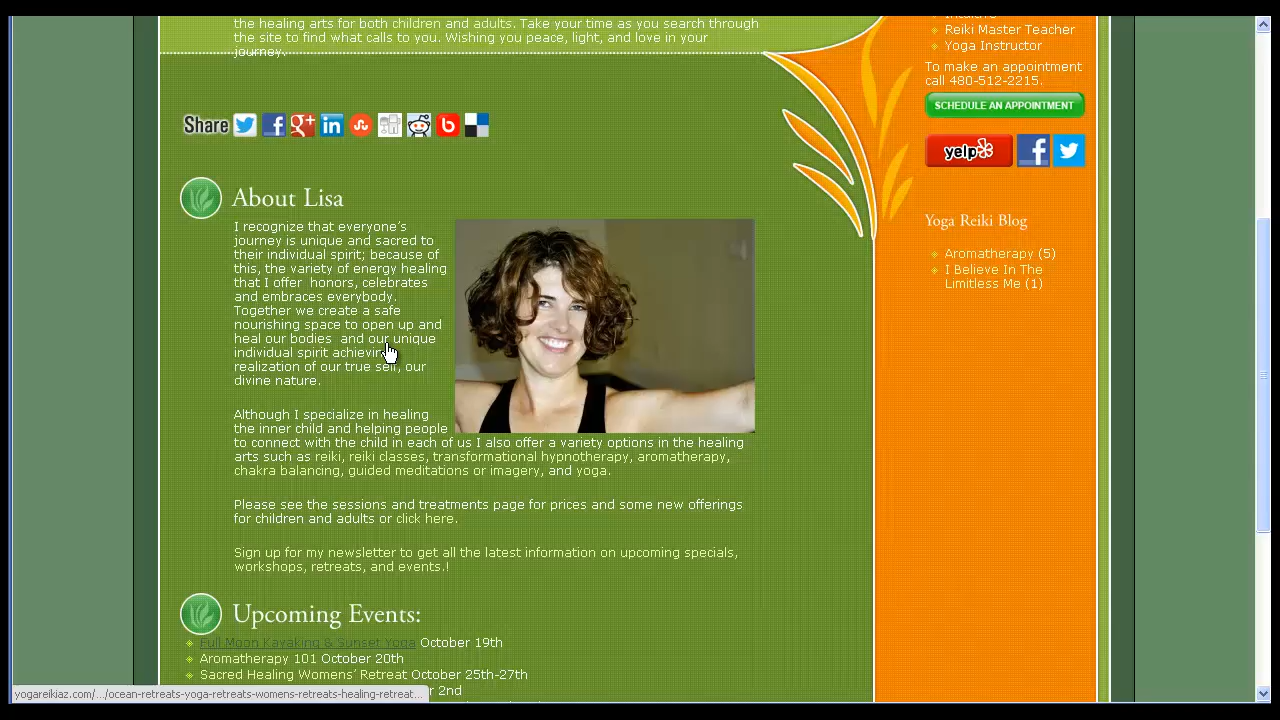 the healing arts for both children and adults. Take your time as you search through
the site to find what calls to you. Wishing you peace, light, and love in your
journey.
Share
About Lisa
I recognize that everyone's
journey is unique and sacred to
their individual spirit; because of
this, the variety of energy healing
that I offer honors, celebrates
and embraces everybody.
Together we create a safe
nourishing space to open up and
heal our bodies and our unique
individual spirit achieving
realization of our true self, our
divine nature.
Although I specialize in healing
the inner child and helping people
to connect with the child in each of us I also offer a variety options in the healing
arts such as reiki, reiki classes, transformational hypnotherapy, aromatherapy,
chakra balancing, guided meditations or imagery, and yoga.
Please see the sessions and treatments page for prices and some new offerings
for children and adults or click here.
Sign up for my newsletter to get all the latest information on upcoming specials,
workshops, retreats, and events.!
Upcoming Events:
Full Moon Kayaking & Sunset Yoga October 19th
Aromatherapy 101 October 20th
Sacred Healing Womens' Retreat October 25th-27th
r 2nd
yogareikiaz.com/.../ocean-retreats-yoga-retreats-womens-retreats-healing-retreat...
Reiki Master Teacher
Yoga Instructor
To make an appointment
call 480-512-2215.
SCHEDULE AN APPOINTMENT
yelp
Yoga Reiki Blog
Aromatherapy (5)
I Believe In The
Limitless Me (1)